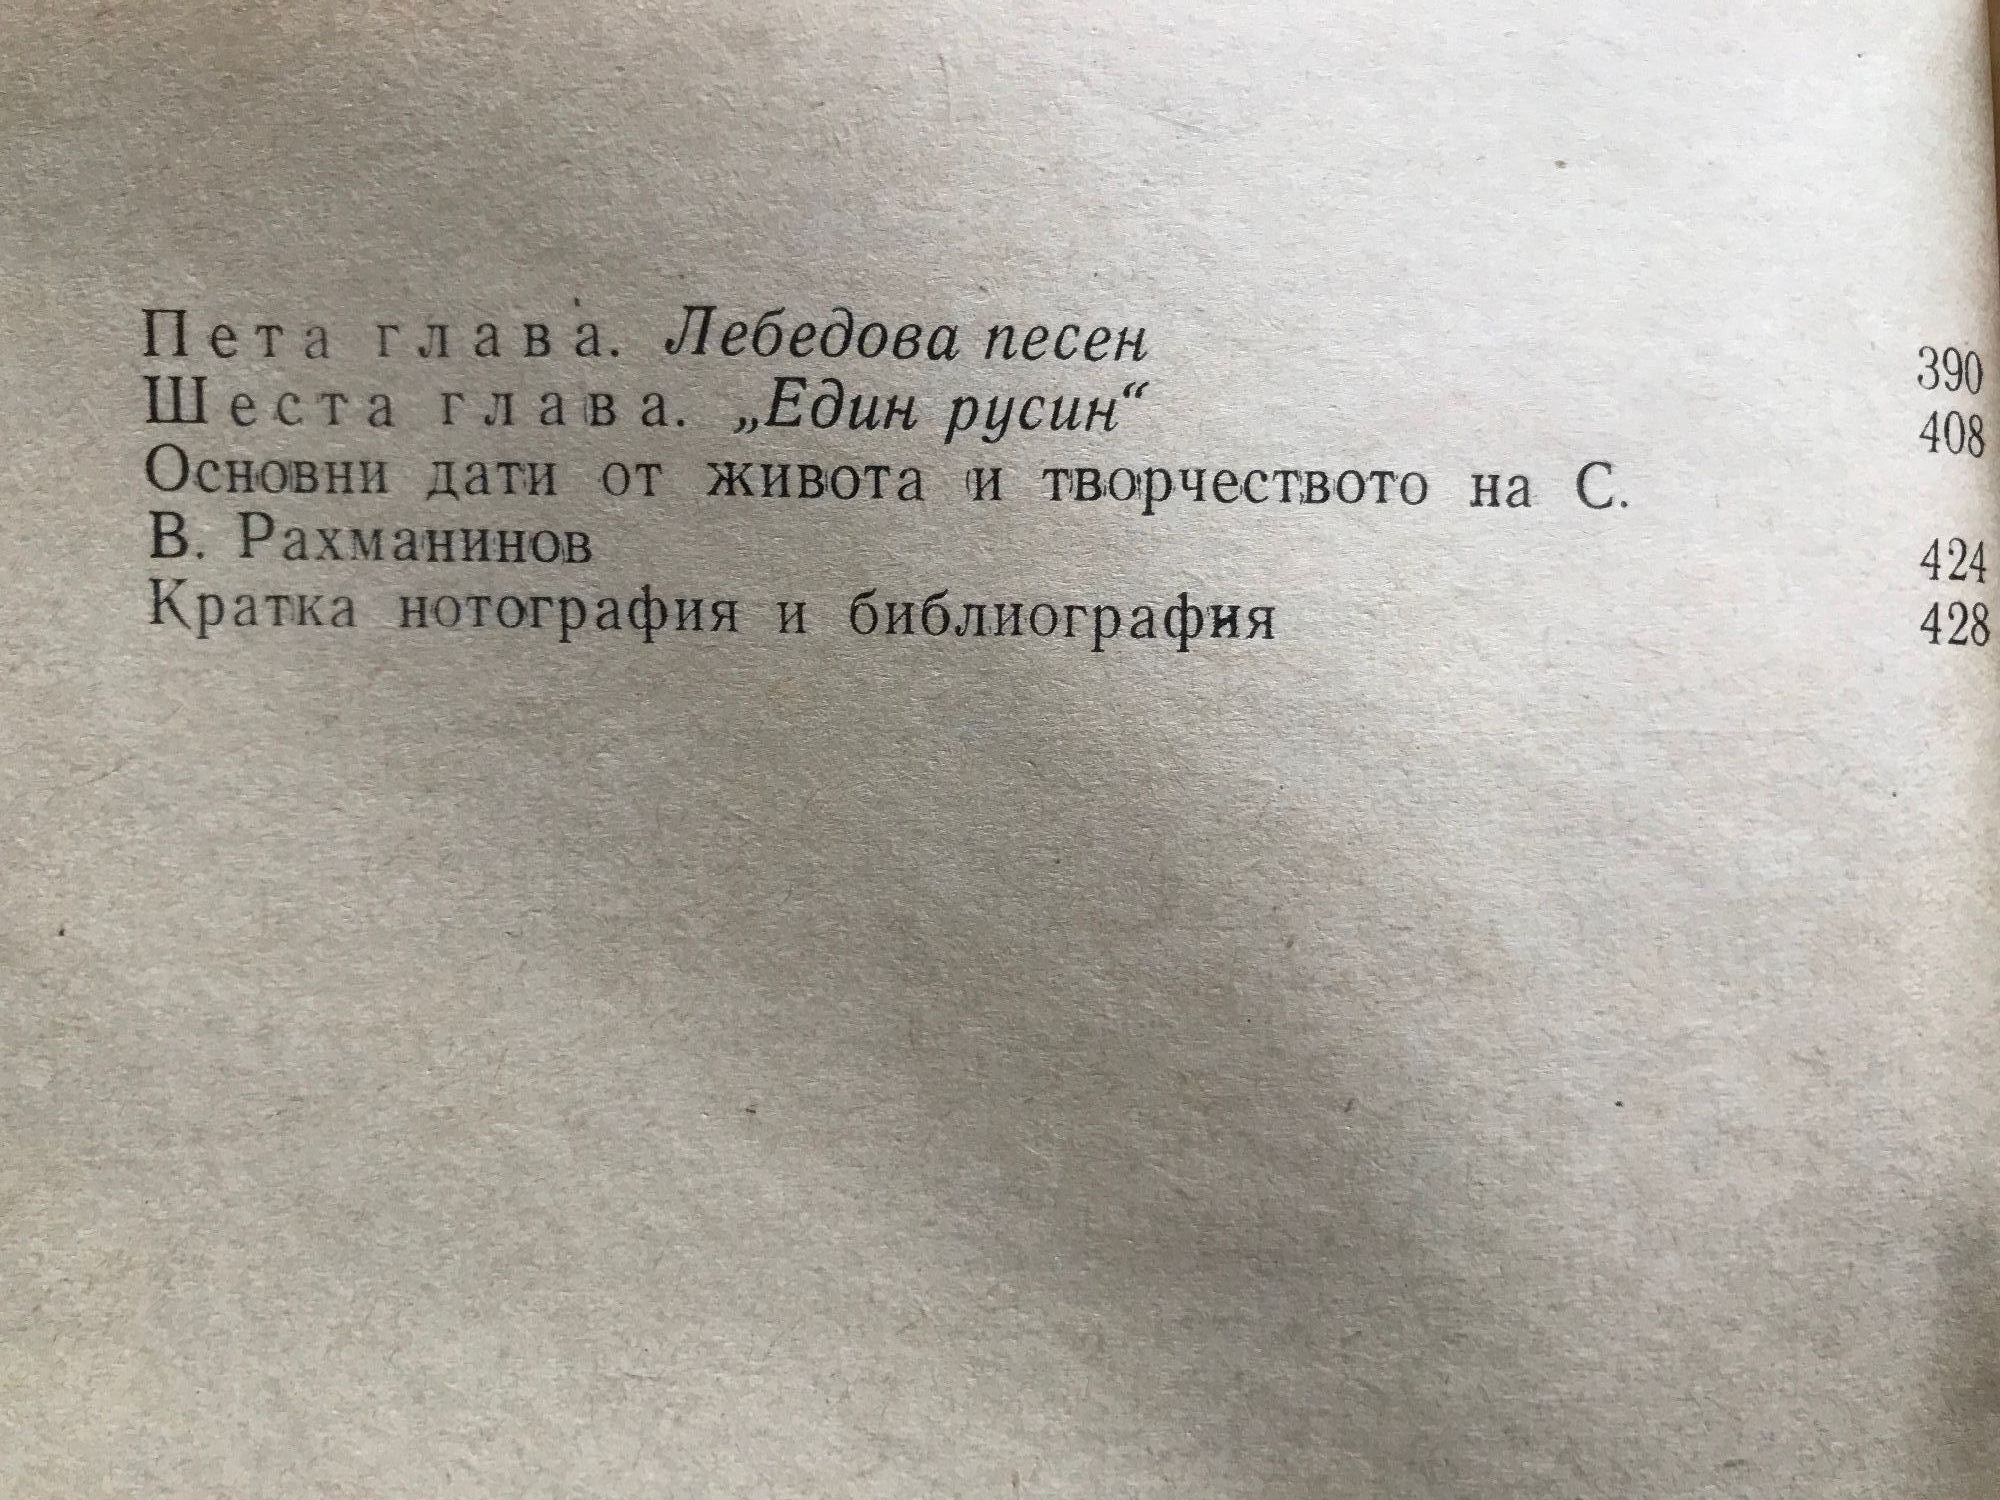 Пета глава. Лебедова песен 390
Шеста глава. „Един русин“ 408
Основни дати от живота и творчеството на С.
В. Рахманинов 424
Кратка нотография и библиография 428